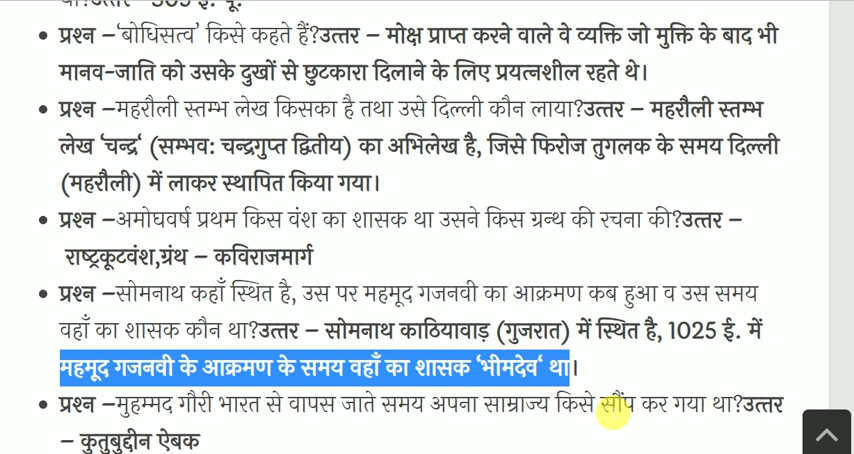 • प्रश्न –'बोधिसत्व' किसे कहते हैं?उत्तर – मोक्ष प्राप्त करने वाले वे व्यक्ति जो मुक्ति के बाद भी
मानव-जाति को उसके दुखों से छुटकारा दिलाने के लिए प्रयत्नशील रहते थे।
• प्रश्न –महरौली स्तम्भ लेख किसका है तथा उसे दिल्ली कौन लाया?उत्तर – महरौली स्तम्भ
लेख 'चन्द्र' (सम्भव: चन्द्रगुप्त द्वितीय) का अभिलेख है, जिसे फिरोज तुगलक के समय दिल्ली
(महरौली) में लाकर स्थापित किया गया।
• प्रश्न –अमोघवर्ष प्रथम किस वंश का शासक था उसने किस ग्रन्थ की रचना की?उत्तर –
राष्ट्रकूटवंश,ग्रंथ – कविराजमार्ग
• प्रश्न –सोमनाथ कहाँ स्थित है, उस पर महमूद गजनवी का आक्रमण कब हुआ व उस समय
वहाँ का शासक कौन था?उत्तर – सोमनाथ काठियावाड़ (गुजरात) में स्थित है, 1025 ई. में
महमूद गजनवी के आक्रमण के समय वहाँ का शासक 'भीमदेव' था।
• प्रश्न –मुहम्मद गौरी भारत से वापस जाते समय अपना साम्राज्य किसे सौंप कर गया था?उत्तर
– कुतुबुद्दीन ऐबक